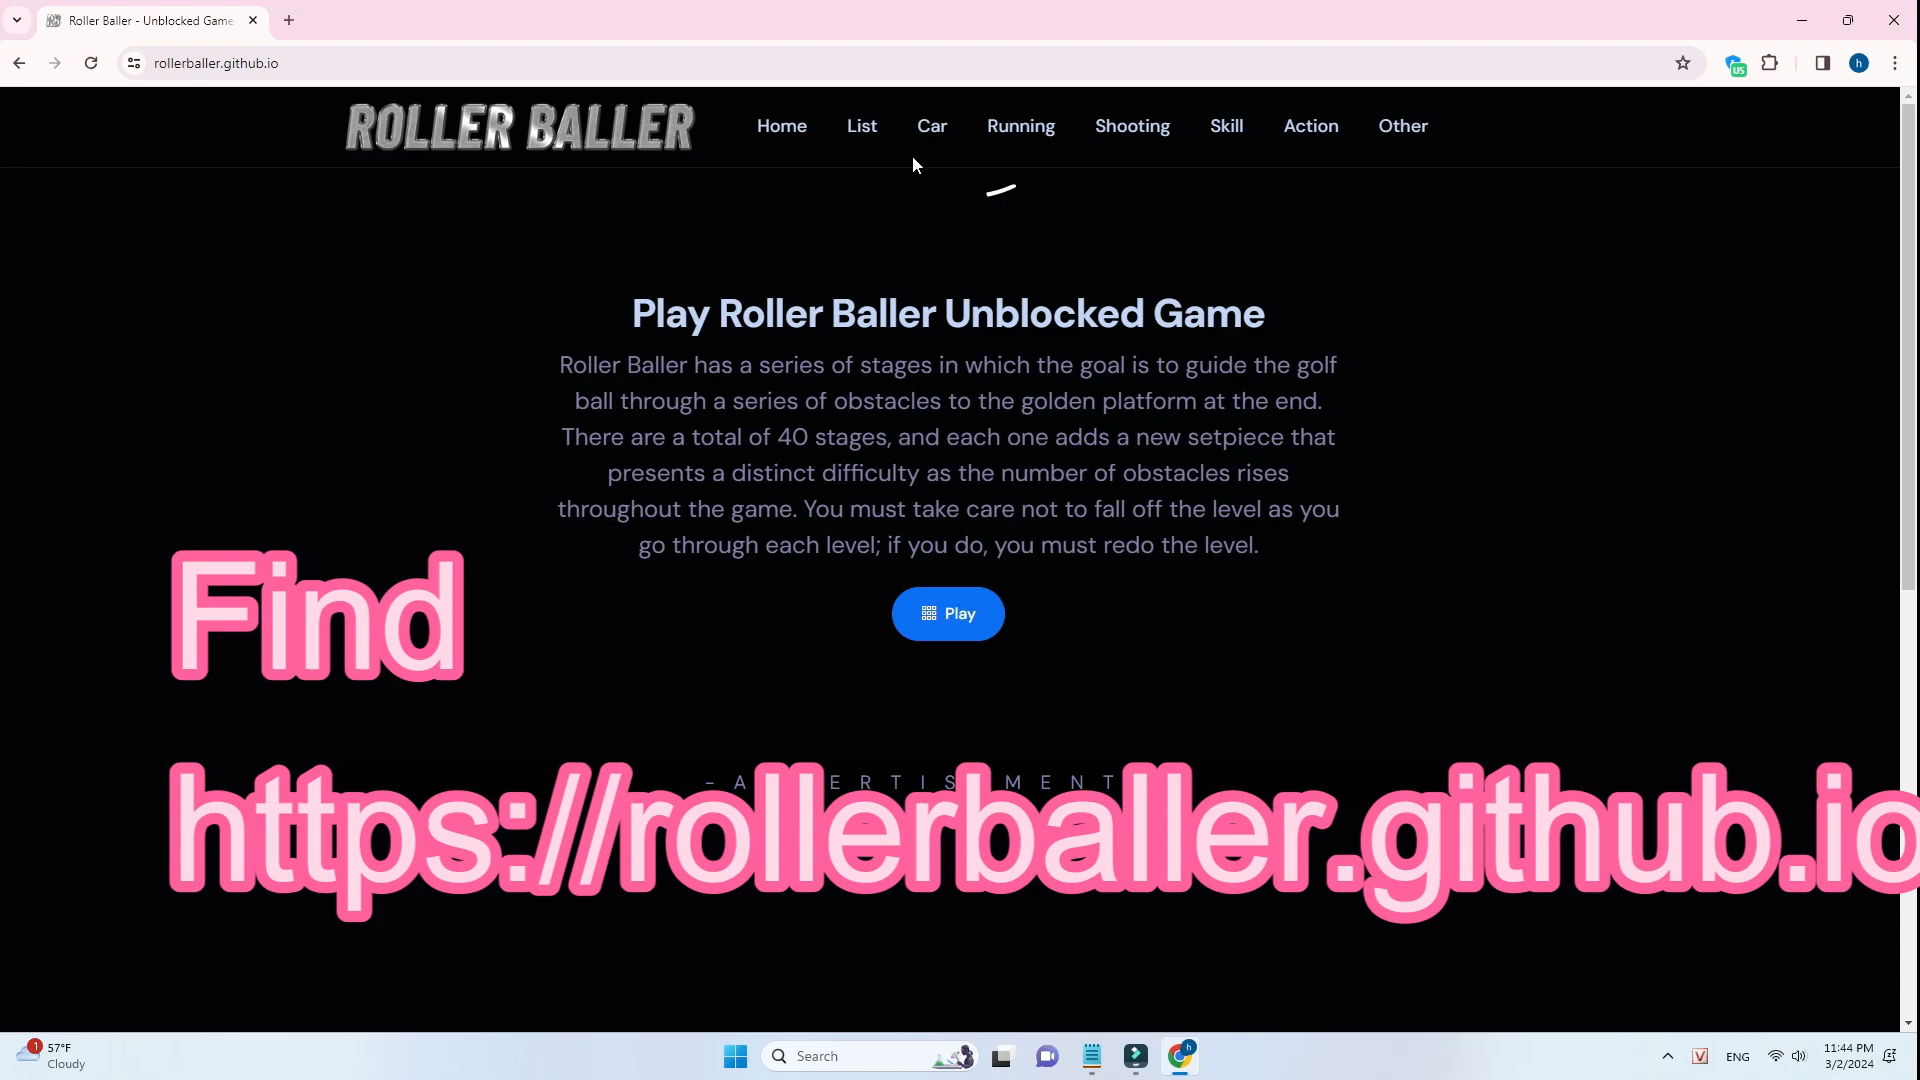 Roller Baller - Unblocked Game
rollerballer.github.io
US
h
ROLLER BALLER
Home List Car Running Shooting Skill Action Other
Play Roller Baller Unblocked Game
Roller Baller has a series of stages in which the goal is to guide the golf
ball through a series of obstacles to the golden platform at the end.
There are a total of 40 stages, and each one adds a new setpiece that
presents a distinct difficulty as the number of obstacles rises
throughout the game. You must take care not to fall off the level as you
go through each level; if you do, you must redo the level.
Play
Find
https://rollerballer.github.io
1
57°F
Cloudy
Search
h
V
ENG
11:44 PM
3/2/2024